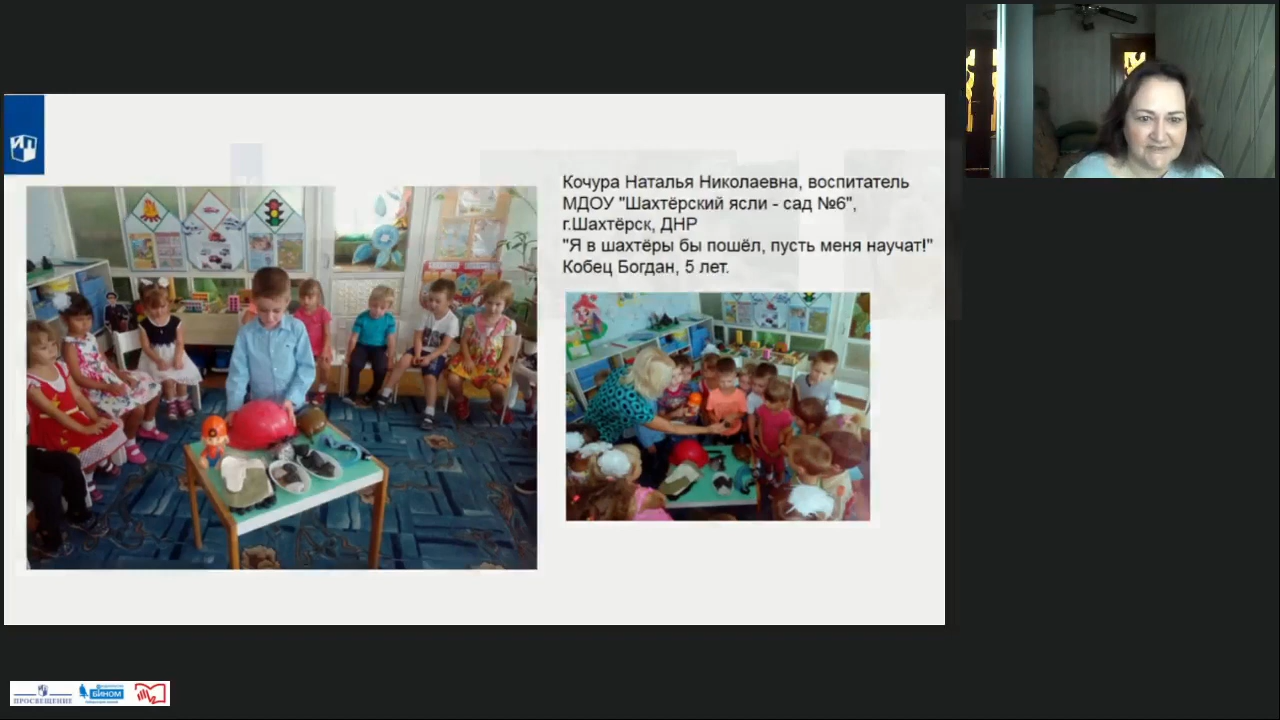 Кочура Наталья Николаевна, воспитатель
МДОУ "Шахтёрский ясли - сад №6",
г.Шахтёрск, ДНР
"Я в шахтёры бы пошёл, пусть меня научат!"
Кобец Богдан, 5 лет.
ПРОСВЕЩЕНИЕ
БИНОМ